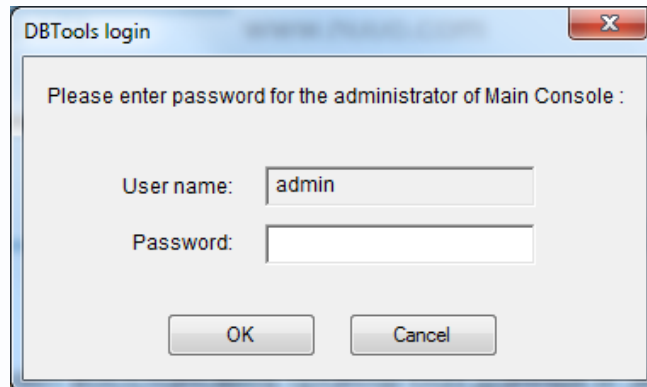 DBTools login
Please enter password for the administrator of Main Console :
User name: admin
Password:
OK Cancel